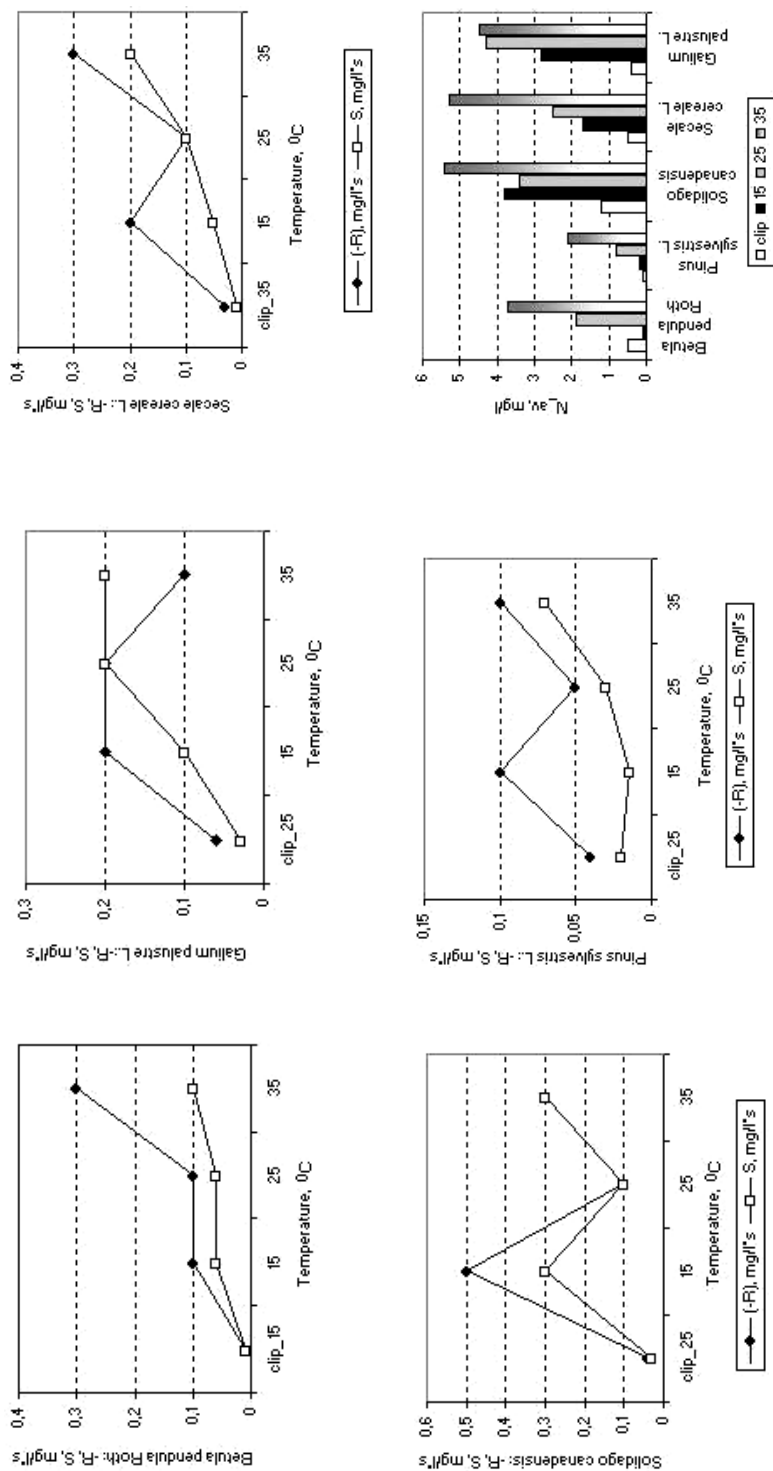 Betula pendula Roth: -R, S, mg/l*s
0,4
0,3
0,2
0,1
0
clip_15
15
25
35
Temperature, 0C
Galium palustre L.:-R, S, mg/l*s
0,3
0,2
0,1
0
clip_25
15
25
35
Temperature, 0C
Secale cereale L.:-R, S, mg/l*s
0,4
0,3
0,2
0,1
0
clip_35
15
25
35
Temperature, 0C
(-R), mg/l*s
S, mg/l*s
Solidago canadensis: -R, S, mg/l*s
0,6
0,5
0,4
0,3
0,2
0,1
0
clip_25
15
25
35
Temperature, 0C
(-R), mg/l*s
S, mg/l*s
Pinus sylvestris L.: -R, S, mg/l*s
0,15
0,1
0,05
0
clip_25
15
25
35
Temperature, 0C
(-R), mg/l*s
S, mg/l*s
N_av, mg/l
6
5
4
3
2
1
0
Betula
pendula
Roth
Pinus
sylvestris L.
Solidago
canadensis
Secale
cereale L.
Galium
palustre L.
clip
15
25
35